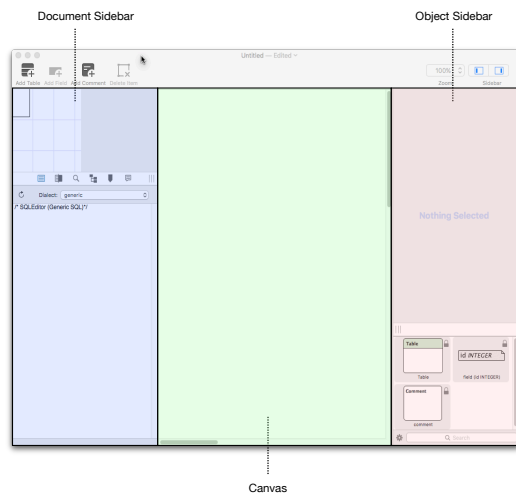 Document Sidebar
Object Sidebar
Untitled — Edited
Add Table Add Field Add Comment Delete Item
100%
Zoom Sidebar
Dialect: generic
/* SQLEditor (Generic SQL)*/
Nothing Selected
Table
id INTEGER
Table
field (id INTEGER)
Comment
comment
Search
Canvas